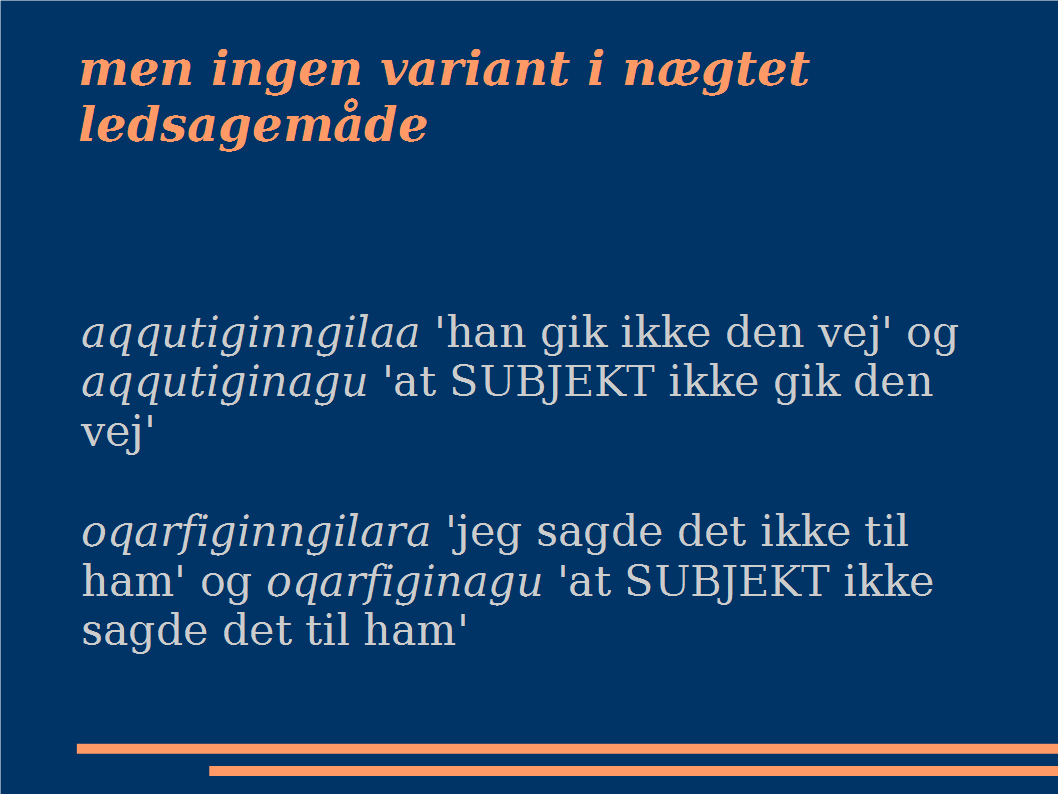 men ingen variant i nægtet
ledsagemåde
aqqutiginngilaa 'han gik ikke den vej' og
aqqutiginagu 'at SUBJEKT ikke gik den
vej'
oqarfiginngilara 'jeg sagde det ikke til
ham' og oqarfiginagu 'at SUBJEKT ikke
sagde det til ham'